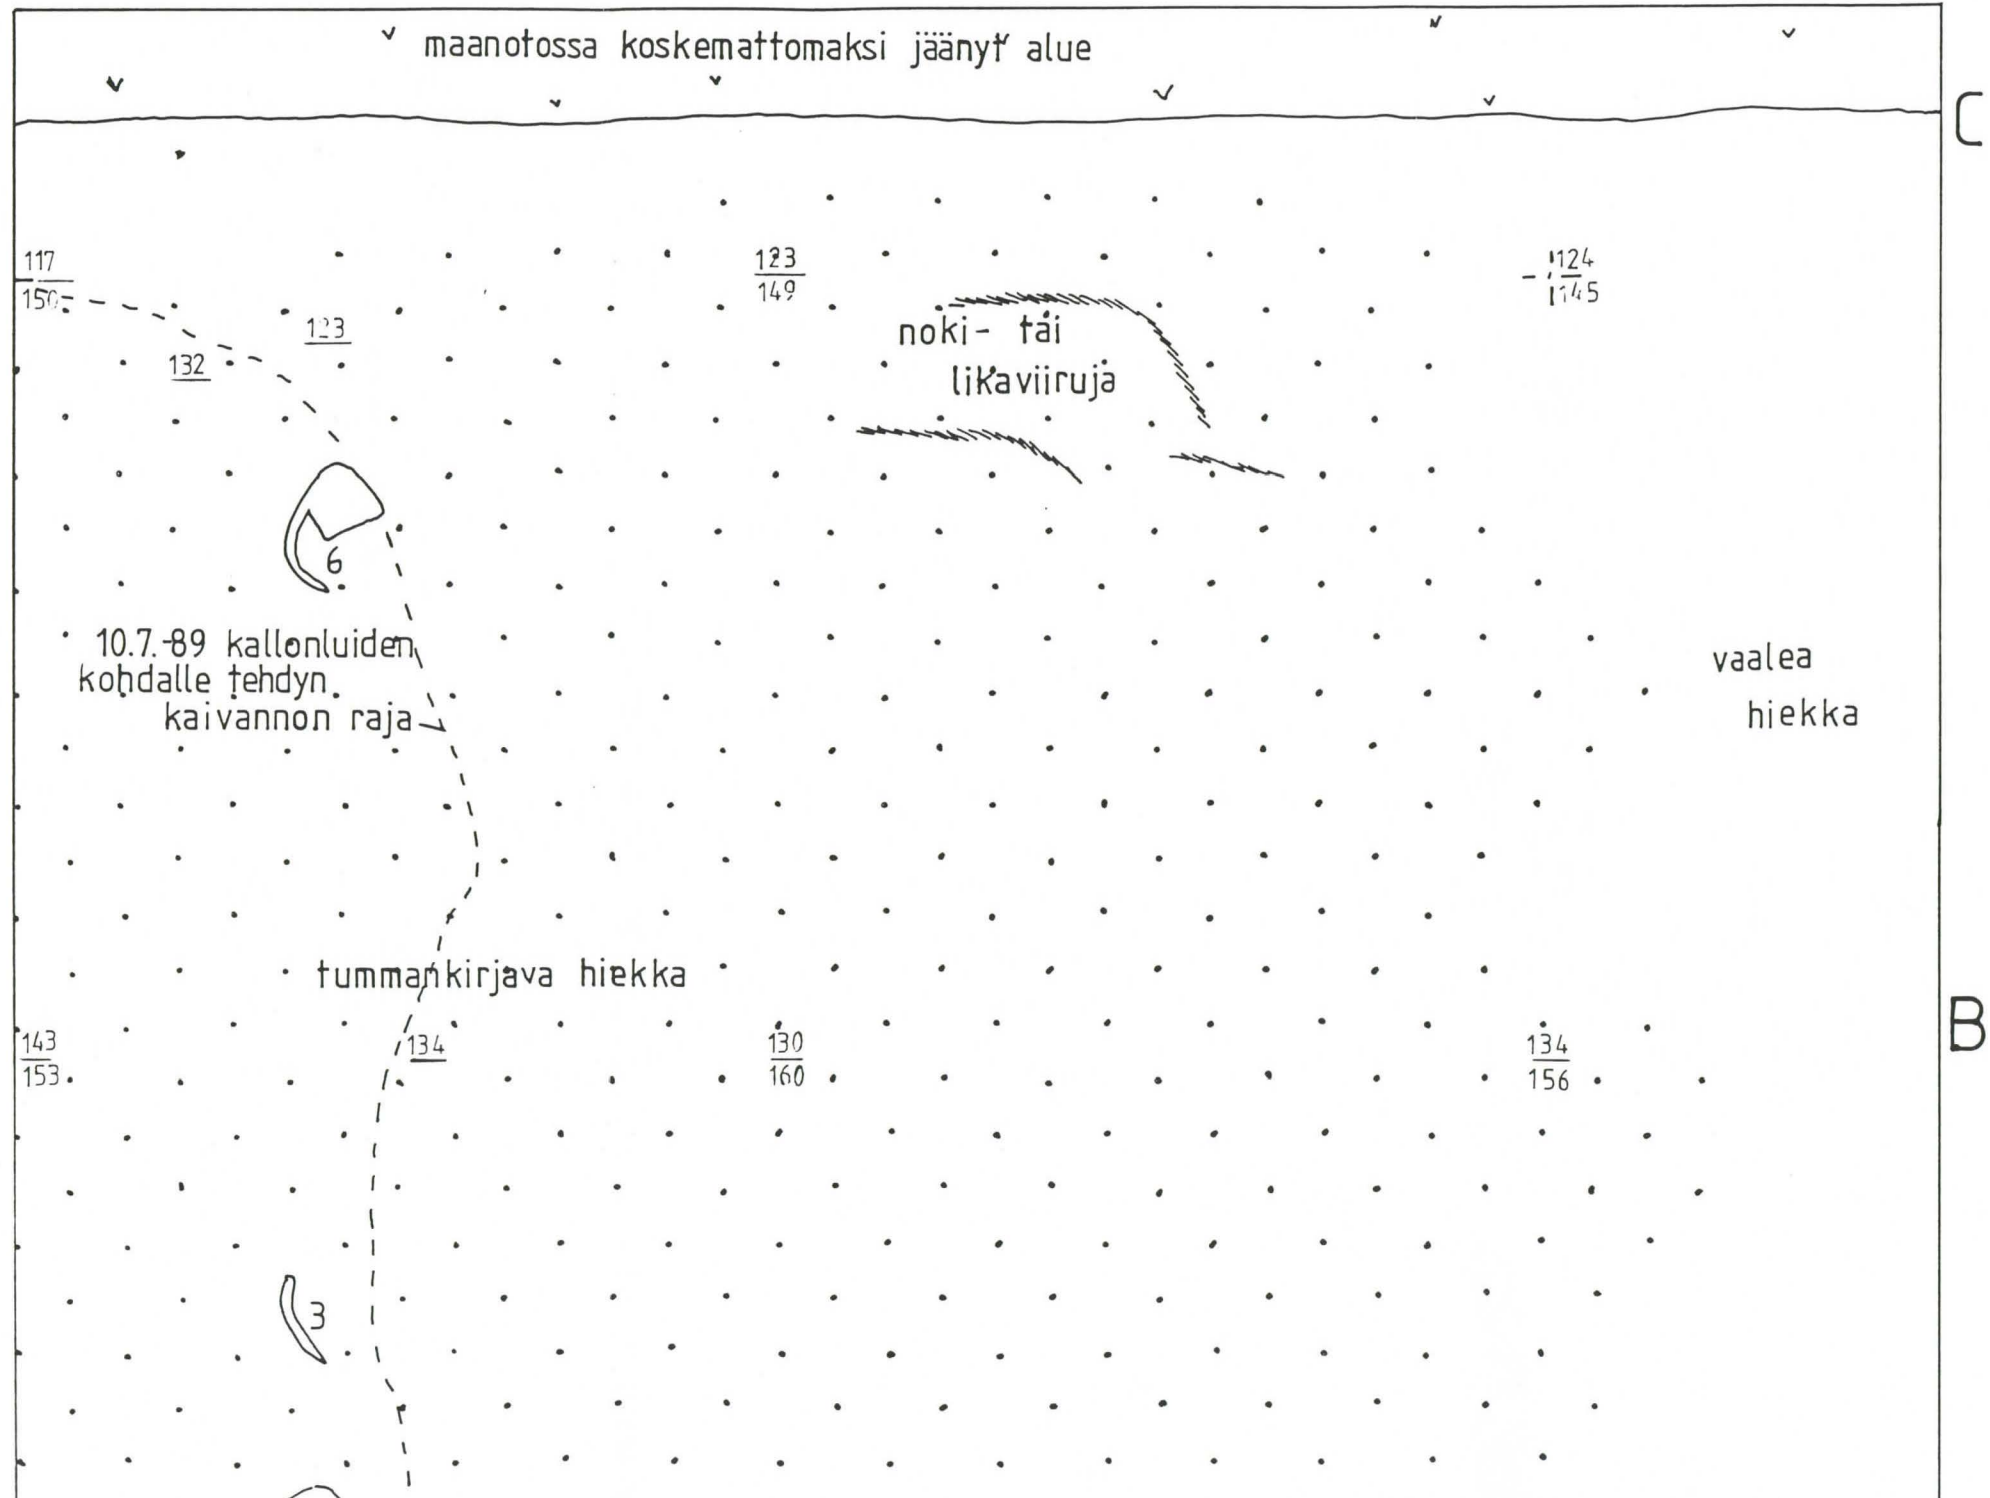 maanotossa koskemattomaksi jäänyt alue
C
117
150
123
149
124
145
123
132
noki- tai
likaviiruja
6
10.7.-89 kallonluiden
kohdalle tehdyn
kaivannon raja
vaalea
hiekka
tummankirjava hiekka
B
143
153
134
130
160
134
156
3